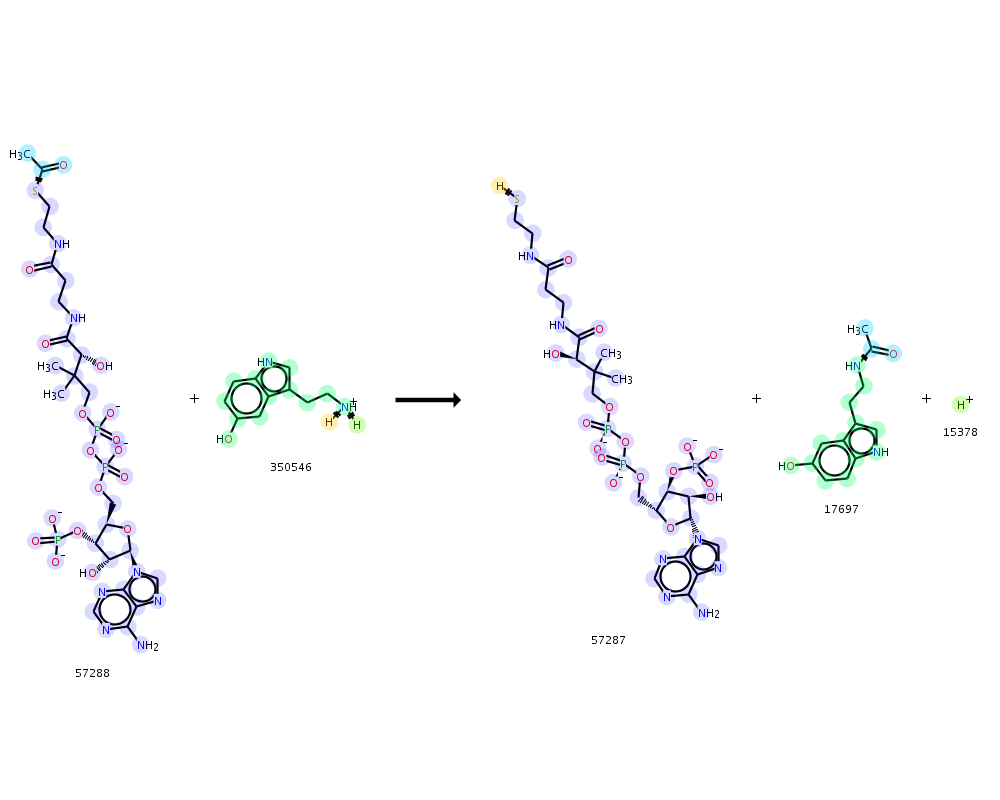 H₃C
O
S
NH
O
NH
O
OH
H₃C
H₃C
O
O⁻
P
O
O
O⁻
P
O
O
O⁻
O
P
O
O⁻
O
HO
N
N
N
N
N
NH₂
57288
+
HN
HO
NH⁺
H
H
350546
H
S
HN
O
HN
O
HO
CH₃
CH₃
O
O
P
O⁻
O
O
P
O⁻
O
O⁻
O
P
O⁻
O
OH
O
N
N
N
N
N
NH₂
57287
+
H₃C
O
HN
HO
NH
17697
+
H⁺
15378